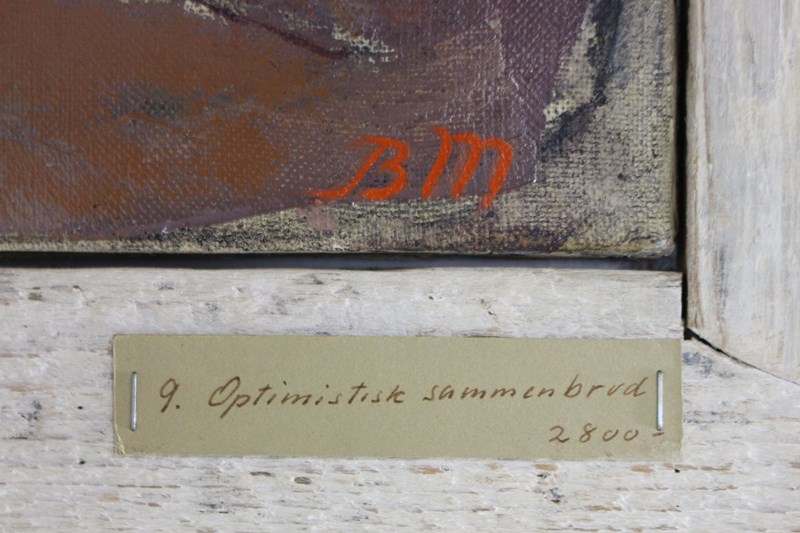 BM
9. Optimistisk sammenbrud
2800-